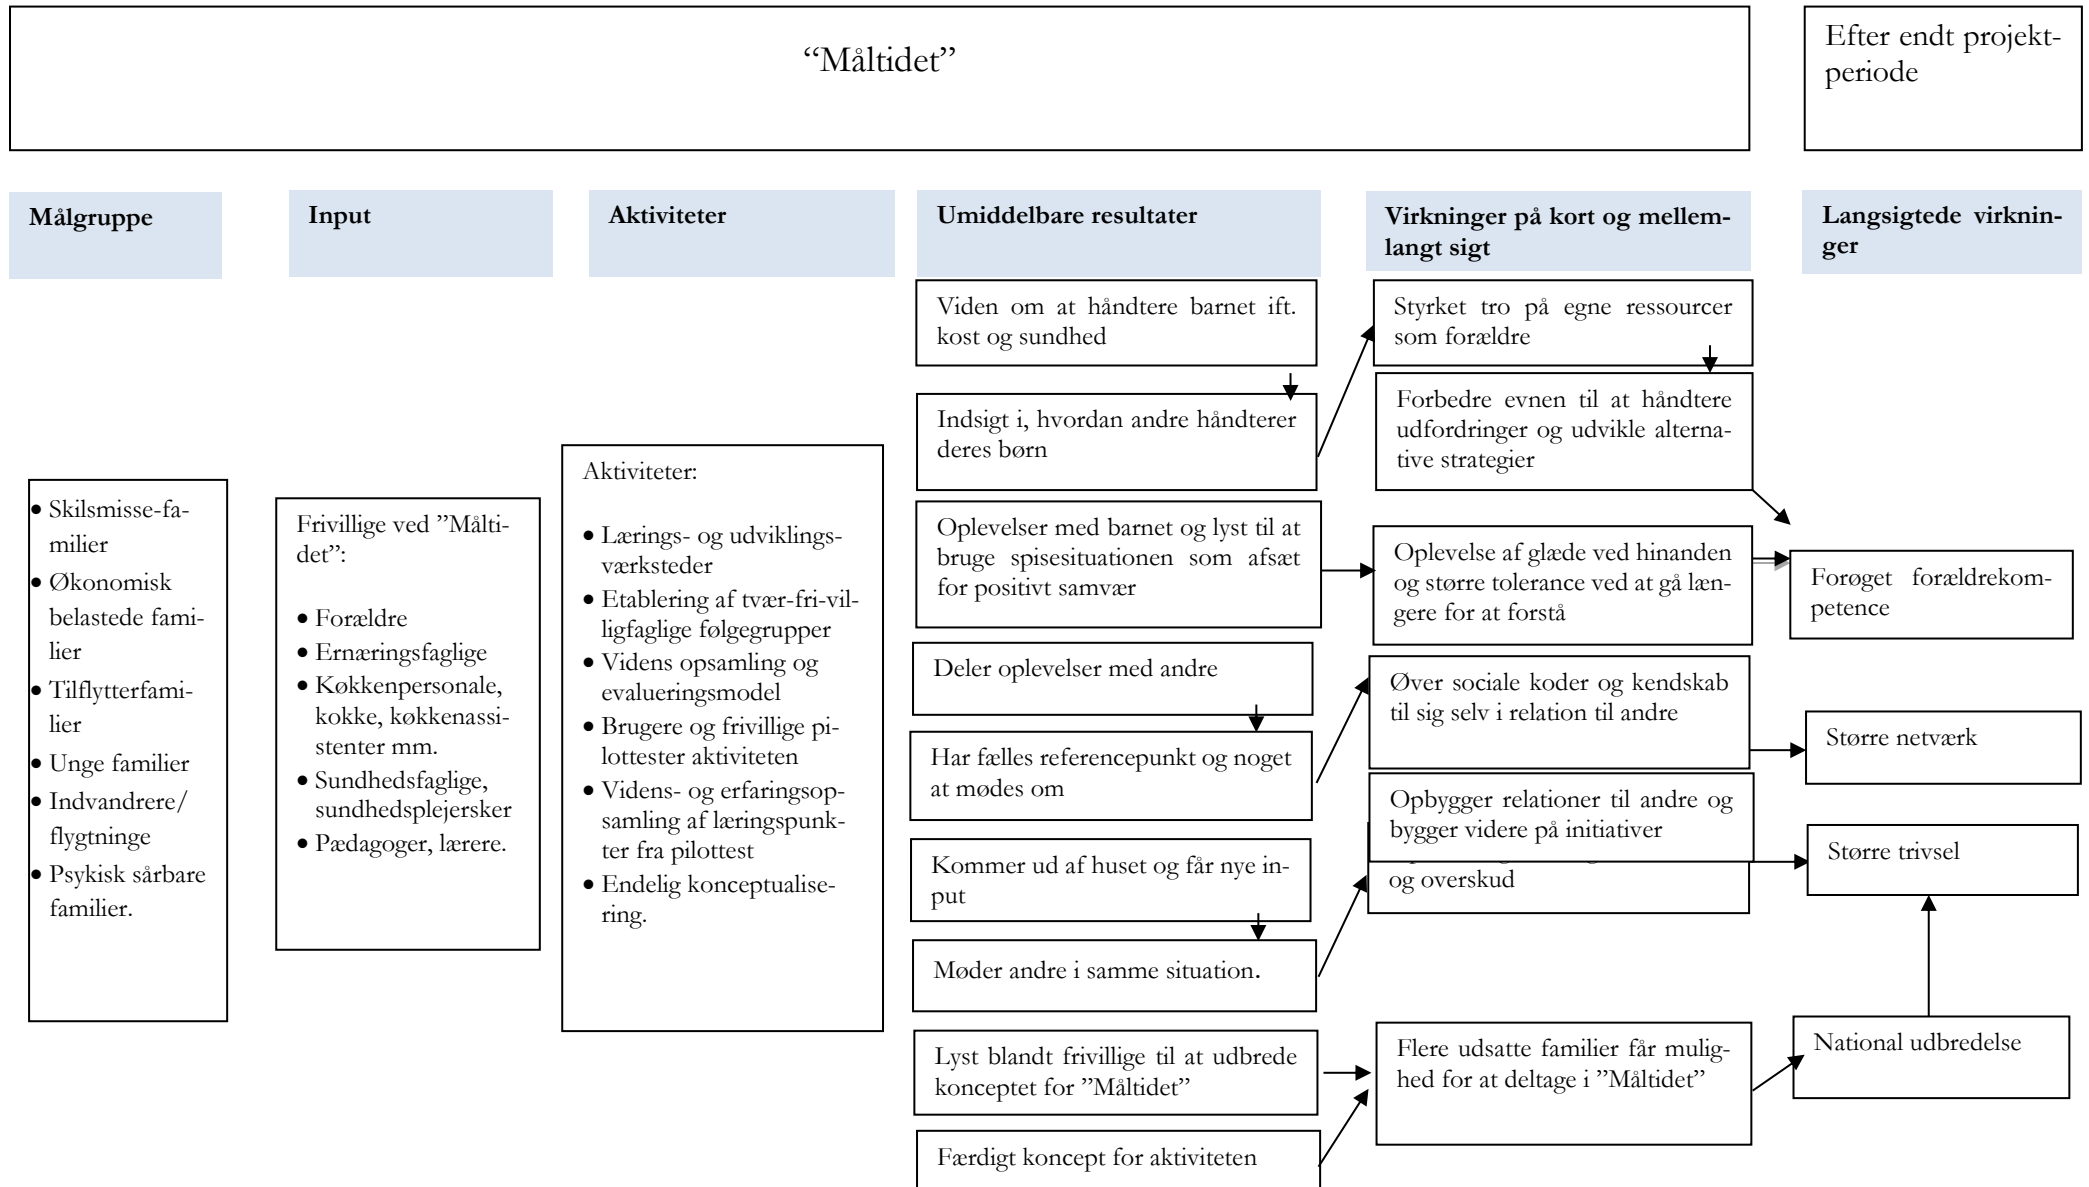 “Måltidet”
Efter endt projekt-
periode
Målgruppe
Input
Aktiviteter
Umiddelbare resultater
Virkninger på kort og mellem-
langt sigt
Langsigtede virknin-
ger
• Skilsmisse-fa-
milier
• Økonomisk
belastede fami-
lier
• Tilflytterfami-
lier
• Unge familier
• Indvandrere/
flygtninge
• Psykisk sårbare
familier.
Frivillige ved ”Målti-
det”:
• Forældre
• Ernæringsfaglige
• Køkkenpersonale,
kokke, køkkenassi-
stenter mm.
• Sundhedsfaglige,
sundhedsplejersker
• Pædagoger, lærere.
Aktiviteter:
• Lærings- og udviklings-
værksteder
• Etablering af tvær-fri-vil-
ligfaglige følgegrupper
• Videns opsamling og
evalueringsmodel
• Brugere og frivillige pi-
lottester aktiviteten
• Videns- og erfaringsop-
samling af læringspunk-
ter fra pilottest
• Endelig konceptualise-
ring.
Viden om at håndtere barnet ift.
kost og sundhed
Indsigt i, hvordan andre håndterer
deres børn
Oplevelser med barnet og lyst til at
bruge spisesituationen som afsæt
for positivt samvær
Deler oplevelser med andre
Har fælles referencepunkt og noget
at mødes om
Kommer ud af huset og får nye in-
put
Møder andre i samme situation.
Lyst blandt frivillige til at udbrede
konceptet for ”Måltidet”
Færdigt koncept for aktiviteten
Styrket tro på egne ressourcer
som forældre
Forbedre evnen til at håndtere
udfordringer og udvikle alterna-
tive strategier
Oplevelse af glæde ved hinanden
og større tolerance ved at gå læn-
gere for at forstå
Øver sociale koder og kendskab
til sig selv i relation til andre
Opbygger relationer til andre og
bygger videre på initiativer
og overskud
Flere udsatte familier får mulig-
hed for at deltage i ”Måltidet”
Forøget forældrekom-
petence
Større netværk
Større trivsel
National udbredelse